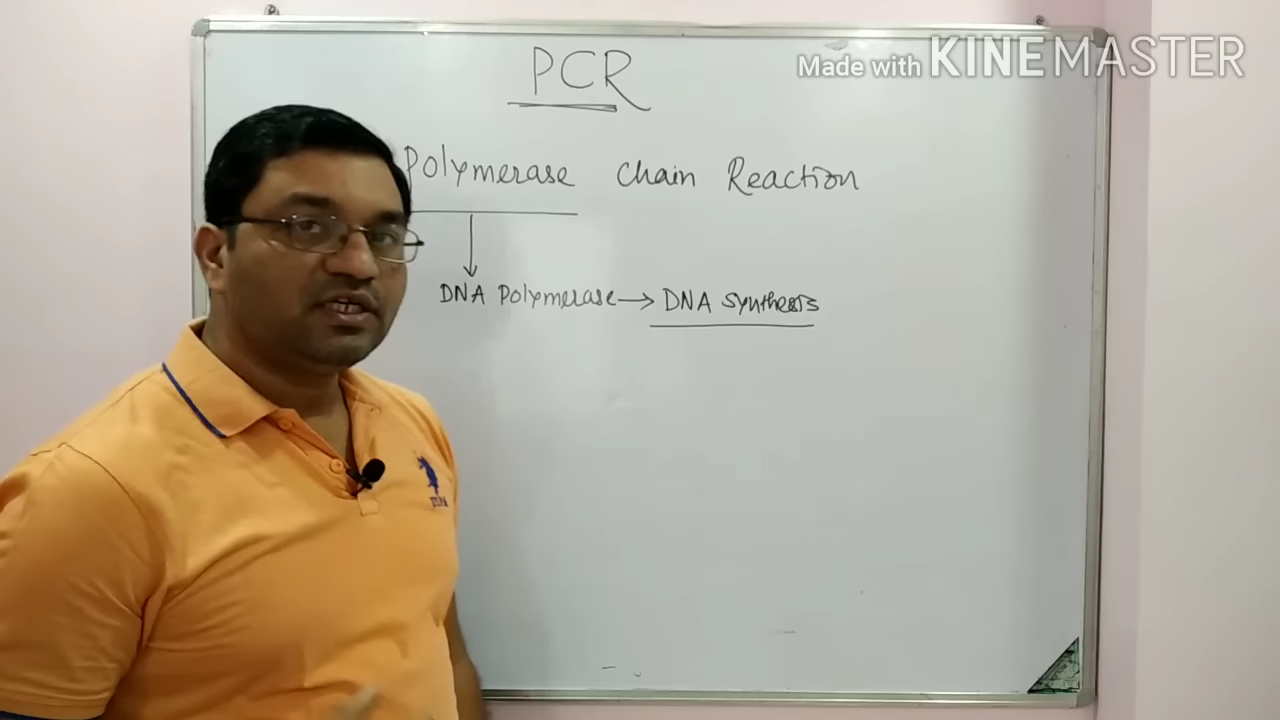 PCR
Made with KINEMASTER
Polymerase Chain Reaction
DNA Polymerase → DNA Synthesis